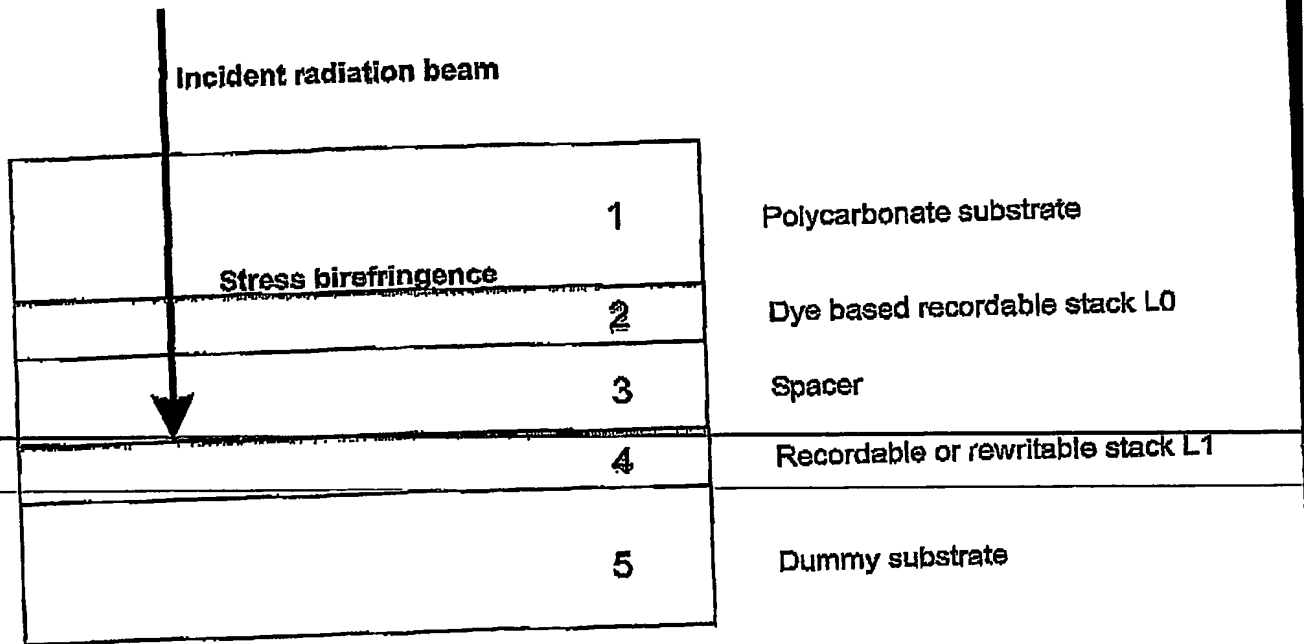 Incident radiation beam
1 Polycarbonate substrate
Stress birefringence
2 Dye based recordable stack L0
3 Spacer
4 Recordable or rewritable stack L1
5 Dummy substrate